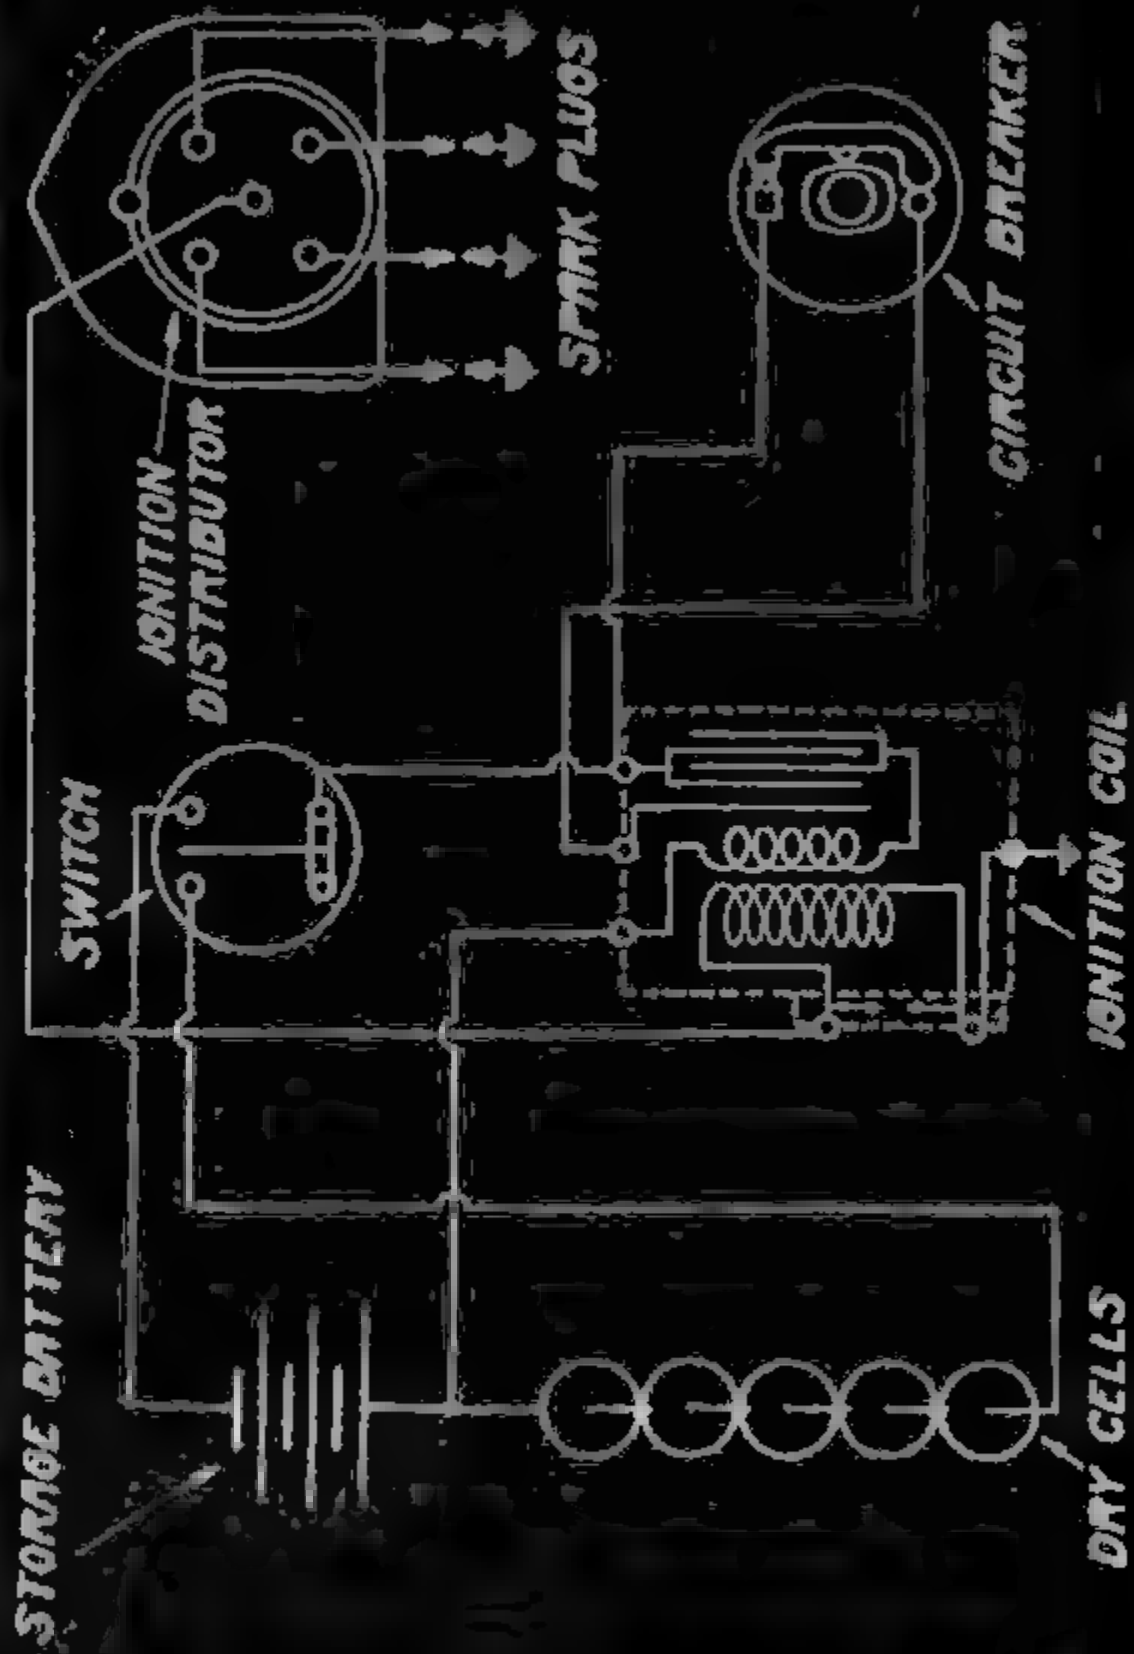 STORAGE BATTERY
SWITCH
IGNITION
DISTRIBUTOR
SPARK PLUGS
DRY CELLS
IGNITION COIL
CIRCUIT BREAKER